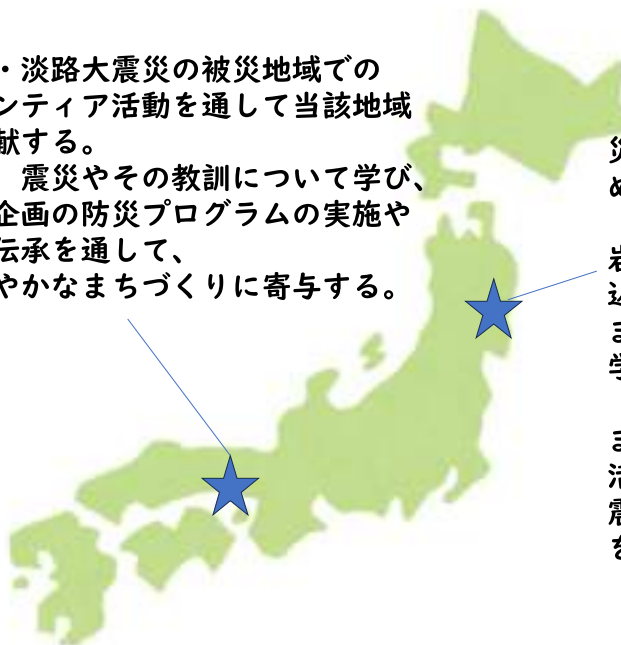 ・淡路大震災の被災地域での
ンティア活動を通して当該地域
献する。
震災やその教訓について学び、
企画の防災プログラムの実施や
伝承を通して、
やかなまちづくりに寄与する。
災
め
岩
ま
学
ま
活
震
を